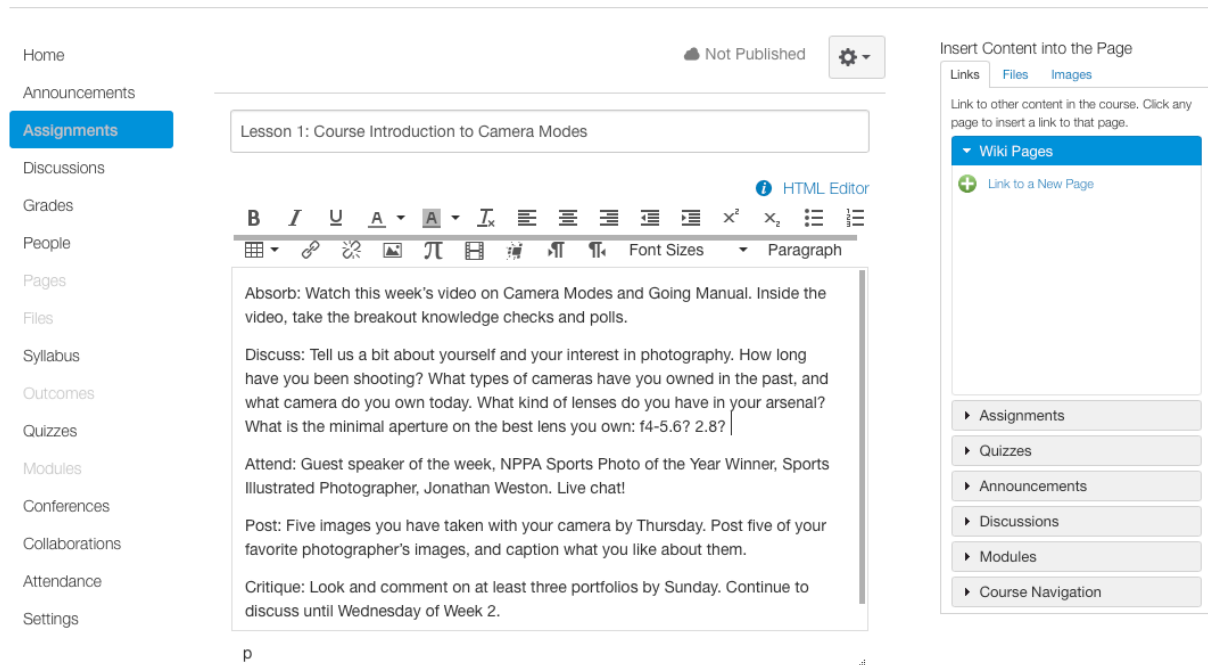 Home
Announcements
Assignments
Discussions
Grades
People
Pages
Files
Syllabus
Outcomes
Quizzes
Modules
Conferences
Collaborations
Attendance
Settings
Not Published
Lesson 1: Course Introduction to Camera Modes
HTML Editor
Font Sizes
Paragraph
Absorb: Watch this week's video on Camera Modes and Going Manual. Inside the
video, take the breakout knowledge checks and polls.
Discuss: Tell us a bit about yourself and your interest in photography. How long
have you been shooting? What types of cameras have you owned in the past, and
what camera do you own today. What kind of lenses do you have in your arsenal?
What is the minimal aperture on the best lens you own: f4-5.6? 2.8?
Attend: Guest speaker of the week, NPPA Sports Photo of the Year Winner, Sports
Illustrated Photographer, Jonathan Weston. Live chat!
Post: Five images you have taken with your camera by Thursday. Post five of your
favorite photographer's images, and caption what you like about them.
Critique: Look and comment on at least three portfolios by Sunday. Continue to
discuss until Wednesday of Week 2.
p
Insert Content into the Page
Links Files Images
Link to other content in the course. Click any
page to insert a link to that page.
Wiki Pages
Link to a New Page
Assignments
Quizzes
Announcements
Discussions
Modules
Course Navigation